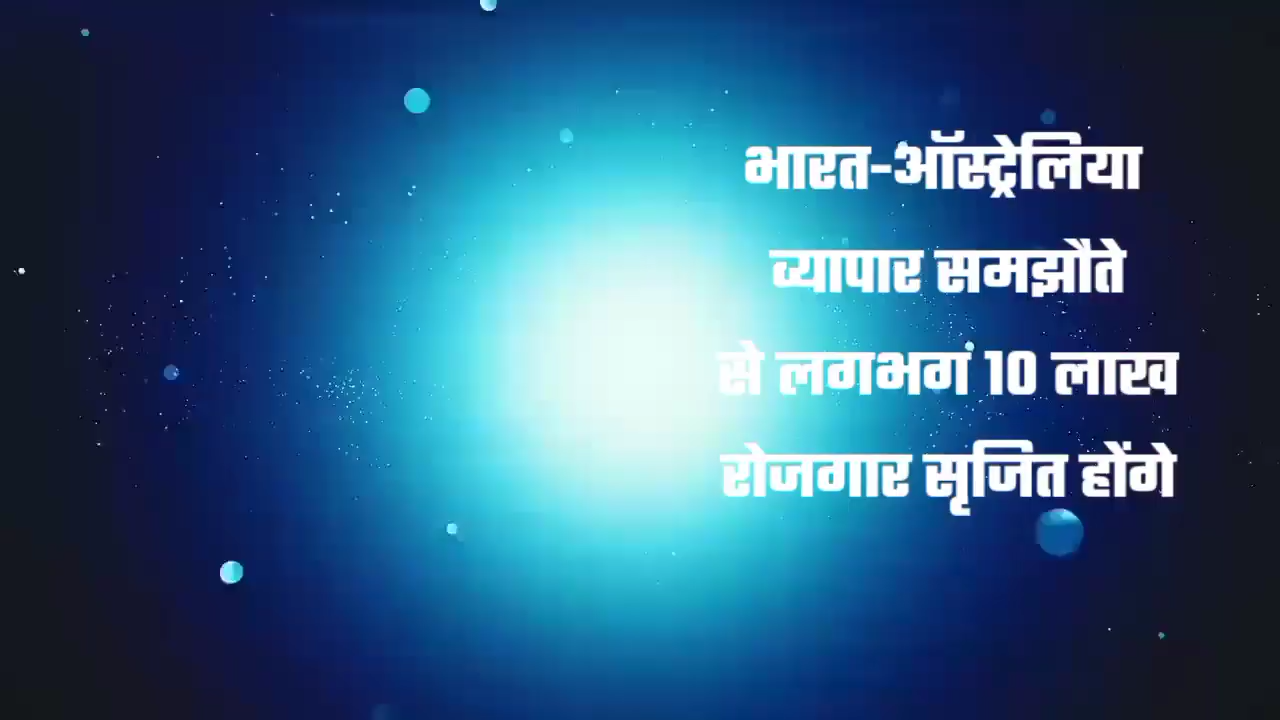 भारत-ऑस्ट्रेलिया
व्यापार समझौते
से लगभग 10 लाख
रोजगार सृजित होंगे